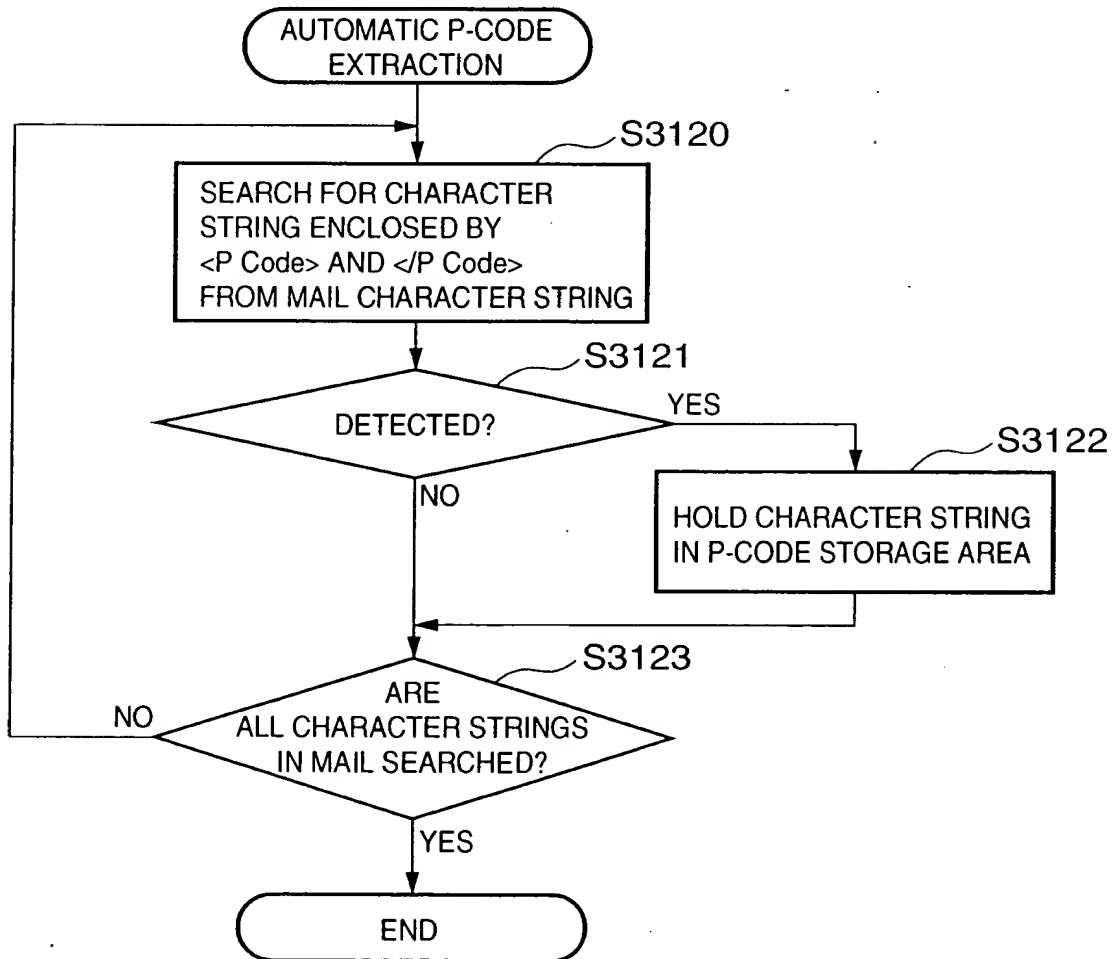 AUTOMATIC P-CODE
EXTRACTION
S3120
SEARCH FOR CHARACTER
STRING ENCLOSED BY
<P Code> AND </P Code>
FROM MAIL CHARACTER STRING
S3121
DETECTED?
YES
NO
S3122
HOLD CHARACTER STRING
IN P-CODE STORAGE AREA
S3123
ARE
ALL CHARACTER STRINGS
IN MAIL SEARCHED?
NO
YES
END